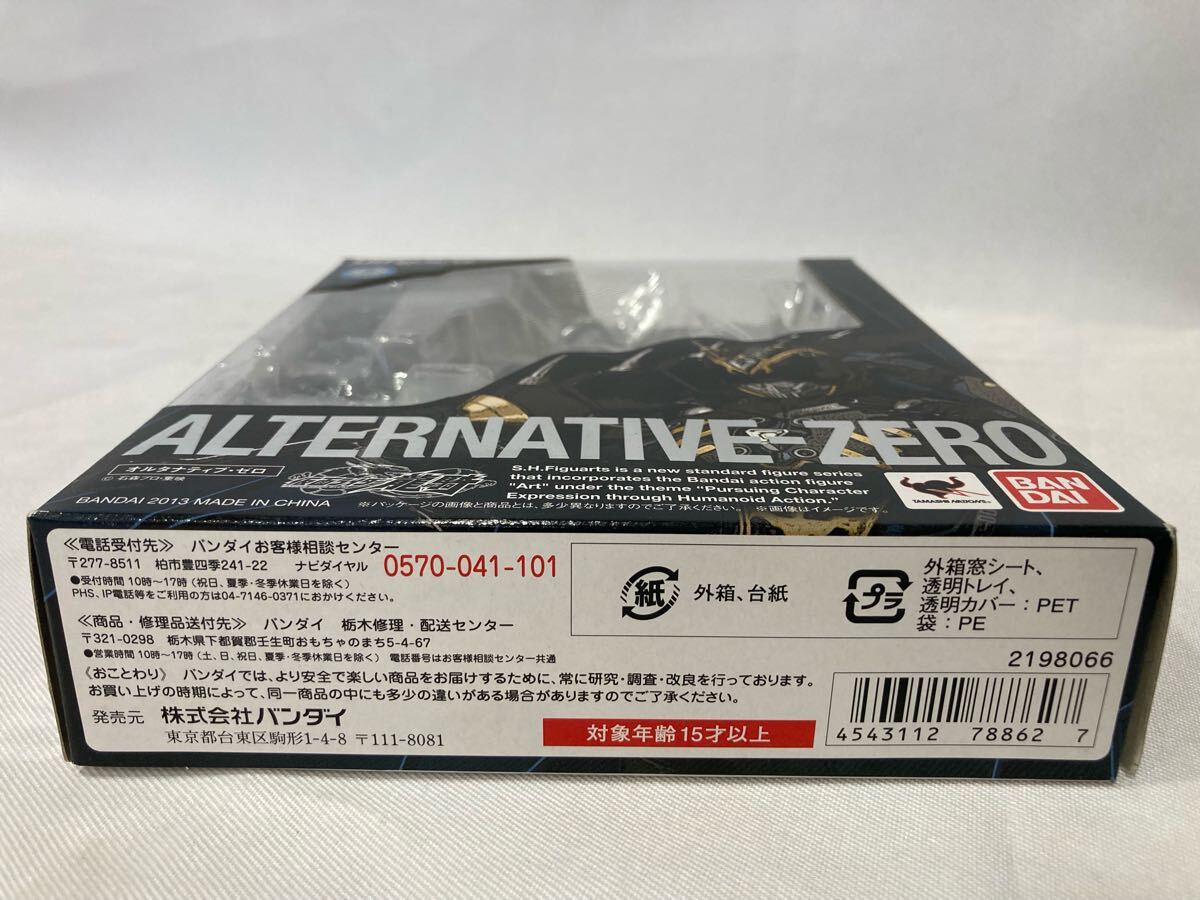 ALTERNATIVE-ZERO
オルタナティブ・ゼロ
© 石森プロ・東映
BANDAI 2013 MADE IN CHINA
S.H.Figuarts is a new standard figure series
that incorporates the Bandai action figure
"Art" under the theme "Pursuing Character
Expression through Humanoid Action."
※パッケージの画像と商品とは、多少異なりますのでご了承ください。 ※画像はイメージです。
TAMASHII NATIONS
BAN
DAI
≪電話受付先≫ バンダイお客様相談センター
〒277-8511 柏市豊四季241-22 ナビダイヤル 0570-041-101
●受付時間 10時〜17時(祝日、夏季・冬季休業日を除く)
PHS、IP電話等をご利用の方は04-7146-0371におかけください。
≪商品・修理品送付先≫ バンダイ 栃木修理・配送センター
〒321-0298 栃木県下都賀郡壬生町おもちゃのまち5-4-67
●営業時間 10時〜17時(土、日、祝日、夏季・冬季休業日を除く) 電話番号はお客様相談センター共通
《おことわり》 バンダイでは、より安全で楽しい商品をお届けするために、常に研究・調査・改良を行っております。
お買い上げの時期によって、同一商品の中にも多少の違いがある場合がありますのでご了承ください。
発売元 株式会社バンダイ
東京都台東区駒形1-4-8 〒111-8081
対象年齢15才以上
紙 外箱、台紙
プラ
外箱窓シート、
透明トレイ、
透明カバー：PET
袋：PE
2198066
4543112 78862 7